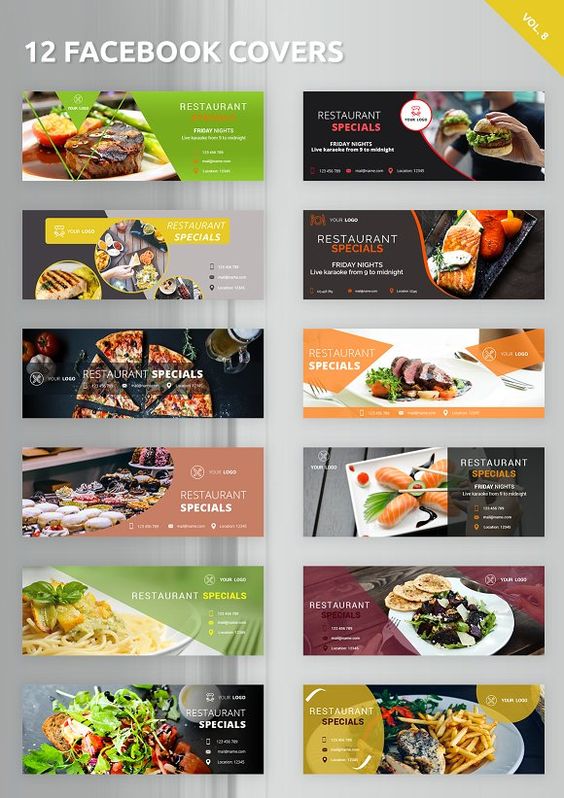 VOL. 8
12 FACEBOOK COVERS
YOUR LOGO
RESTAURANT
SPECIALS
FRIDAY NIGHTS
Live karaoke from 9 to midnight
123 456 789
mail@name.com
Location: 12345
RESTAURANT
SPECIALS
YOUR LOGO
FRIDAY NIGHTS
Live karaoke from 9 to midnight
123 456 789 mail@name.com Location: 12345
YOUR LOGO
RESTAURANT
SPECIALS
123 456 789
mail@name.com
Location: 12345
YOUR LOGO
RESTAURANT
SPECIALS
FRIDAY NIGHTS
Live karaoke from 9 to midnight
123 456 789 mail@name.com Location: 12345
YOUR LOGO
RESTAURANT SPECIALS
123 456 789 mail@name.com Location: 12345
RESTAURANT
SPECIALS
YOUR LOGO
123 456 789 mail@name.com Location: 12345
YOUR LOGO
RESTAURANT
SPECIALS
123 456 789 mail@name.com Location: 12345
YOUR LOGO
RESTAURANT
SPECIALS
FRIDAY NIGHTS
Live karaoke from 9 to midnight
123 456 789
mail@name.com
Location: 12345
YOUR LOGO
RESTAURANT SPECIALS
123 456 789
mail@name.com
Location: 12345
YOUR LOGO
RESTAURANT
SPECIALS
123 456 789
mail@name.com
Location: 12345
YOUR LOGO
RESTAURANT
SPECIALS
123 456 789
mail@name.com
Location: 12345
RESTAURANT
SPECIALS
YOUR LOGO
123 456 789
mail@name.com
Location: 12345